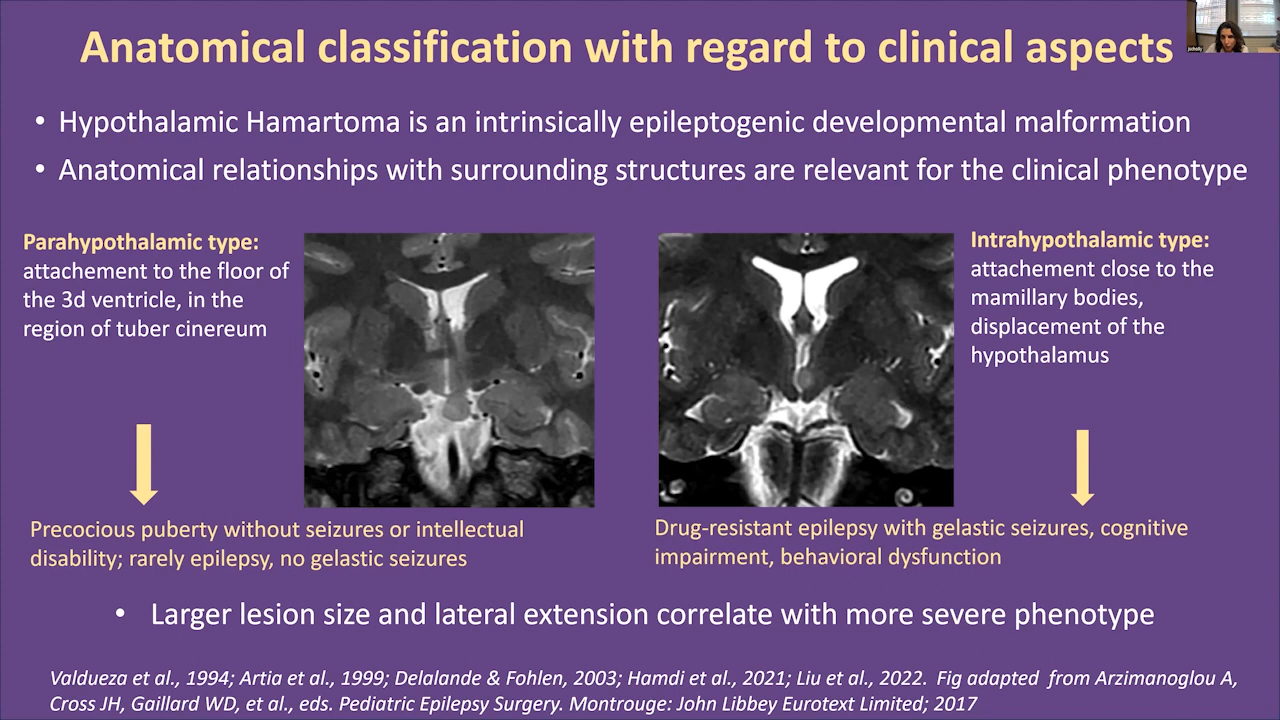 Anatomical classification with regard to clinical aspects
• Hypothalamic Hamartoma is an intrinsically epileptogenic developmental malformation
• Anatomical relationships with surrounding structures are relevant for the clinical phenotype
Parahypothalamic type:
attachement to the floor of
the 3d ventricle, in the
region of tuber cinereum
Intrahypothalamic type:
attachement close to the
mamillary bodies,
displacement of the
hypothalamus
Precocious puberty without seizures or intellectual
disability; rarely epilepsy, no gelastic seizures
Drug-resistant epilepsy with gelastic seizures, cognitive
impairment, behavioral dysfunction
• Larger lesion size and lateral extension correlate with more severe phenotype
Valdueza et al., 1994; Artia et al., 1999; Delalande & Fohlen, 2003; Hamdi et al., 2021; Liu et al., 2022. Fig adapted from Arzimanoglou A,
Cross JH, Gaillard WD, et al., eds. Pediatric Epilepsy Surgery. Montrouge: John Libbey Eurotext Limited; 2017